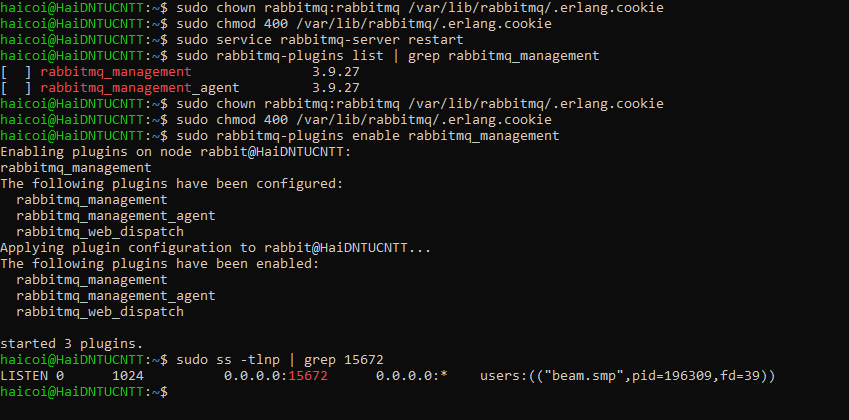 haicoi@HaiDNTUCNTT:~$ sudo chown rabbitmq:rabbitmq /var/lib/rabbitmq/.erlang.cookie
haicoi@HaiDNTUCNTT:~$ sudo chmod 400 /var/lib/rabbitmq/.erlang.cookie
haicoi@HaiDNTUCNTT:~$ sudo service rabbitmq-server restart
haicoi@HaiDNTUCNTT:~$ sudo rabbitmq-plugins list | grep rabbitmq_management
[  ] rabbitmq_management               3.9.27
[  ] rabbitmq_management_agent         3.9.27
haicoi@HaiDNTUCNTT:~$ sudo chown rabbitmq:rabbitmq /var/lib/rabbitmq/.erlang.cookie
haicoi@HaiDNTUCNTT:~$ sudo chmod 400 /var/lib/rabbitmq/.erlang.cookie
haicoi@HaiDNTUCNTT:~$ sudo rabbitmq-plugins enable rabbitmq_management
Enabling plugins on node rabbit@HaiDNTUCNTT:
rabbitmq_management
The following plugins have been configured:
  rabbitmq_management
  rabbitmq_management_agent
  rabbitmq_web_dispatch
Applying plugin configuration to rabbit@HaiDNTUCNTT...
The following plugins have been enabled:
  rabbitmq_management
  rabbitmq_management_agent
  rabbitmq_web_dispatch

started 3 plugins.
haicoi@HaiDNTUCNTT:~$ sudo ss -tlnp | grep 15672
LISTEN 0      1024          0.0.0.0:15672      0.0.0.0:*    users:(("beam.smp",pid=196309,fd=39))
haicoi@HaiDNTUCNTT:~$